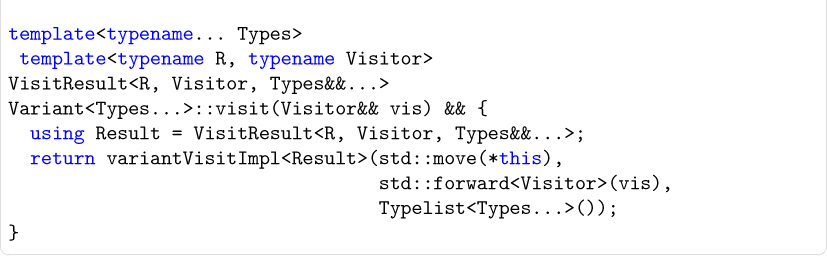 template<typename... Types>
 template<typename R, typename Visitor>
VisitResult<R, Visitor, Types&&...>
Variant<Types...>::visit(Visitor&& vis) && {
  using Result = VisitResult<R, Visitor, Types&&...>;
  return variantVisitImpl<Result>(std::move(*this),
                                  std::forward<Visitor>(vis),
                                  Typelist<Types...>());
}